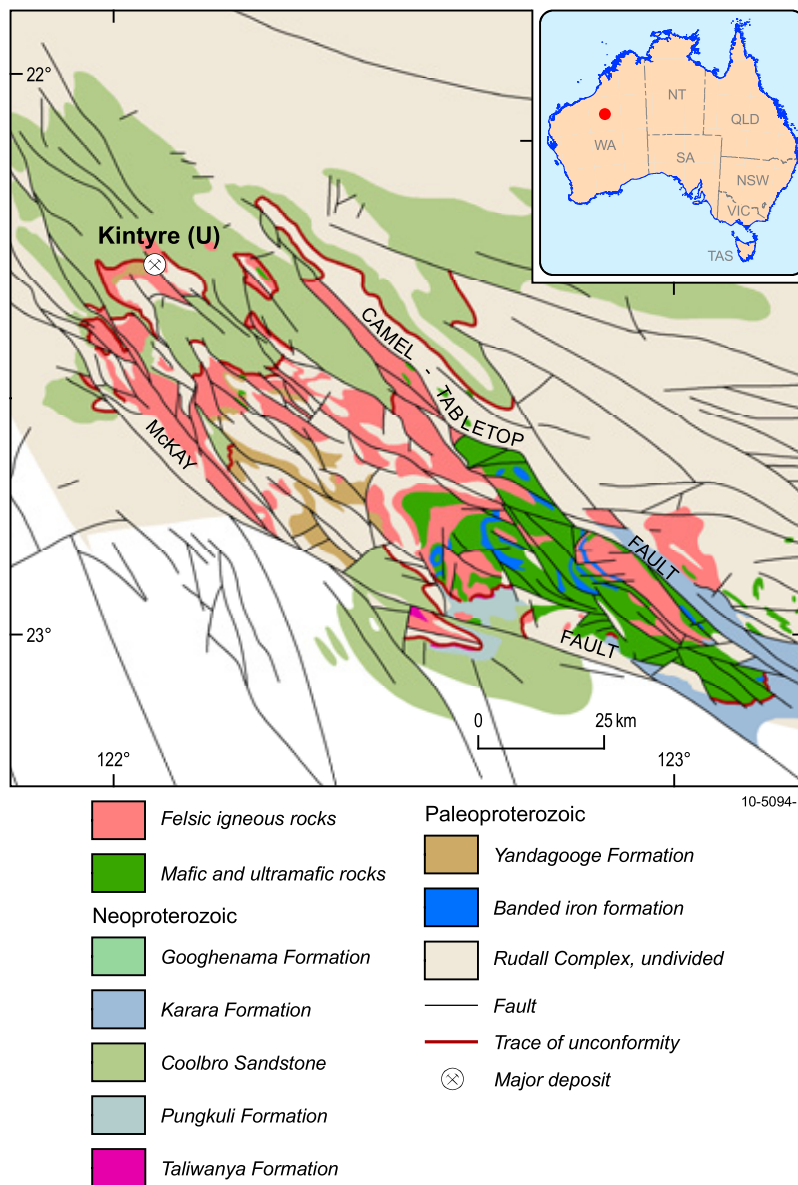 22°
NT
QLD
WA
SA
NSW
VIC
TAS
Kintyre (U)
CAMEL - TABLETOP
McKAY
FAULT
23°
FAULT
0 25 km
122° 123°
10-5094-
Felsic igneous rocks
Mafic and ultramafic rocks
Neoproterozoic
Googhenama Formation
Karara Formation
Coolbro Sandstone
Pungkuli Formation
Taliwanya Formation
Paleoproterozoic
Yandagooge Formation
Banded iron formation
Rudall Complex, undivided
Fault
Trace of unconformity
Major deposit